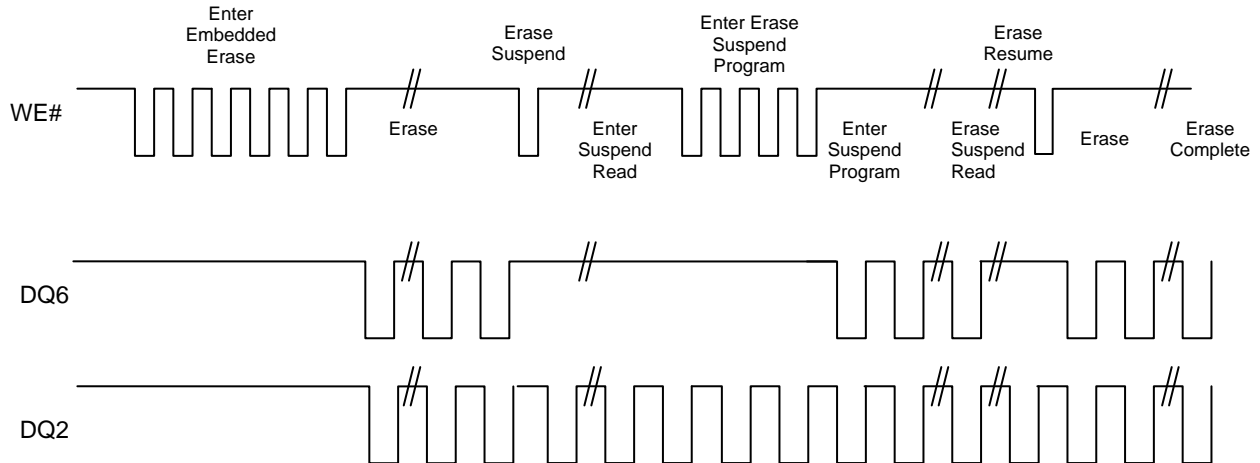 Enter
Embedded
Erase
Erase
Suspend
Enter Erase
Suspend
Program
Erase
Resume
WE#
Erase
Enter
Suspend
Read
Enter
Suspend
Program
Erase
Suspend
Read
Erase
Erase
Complete
DQ6
DQ2